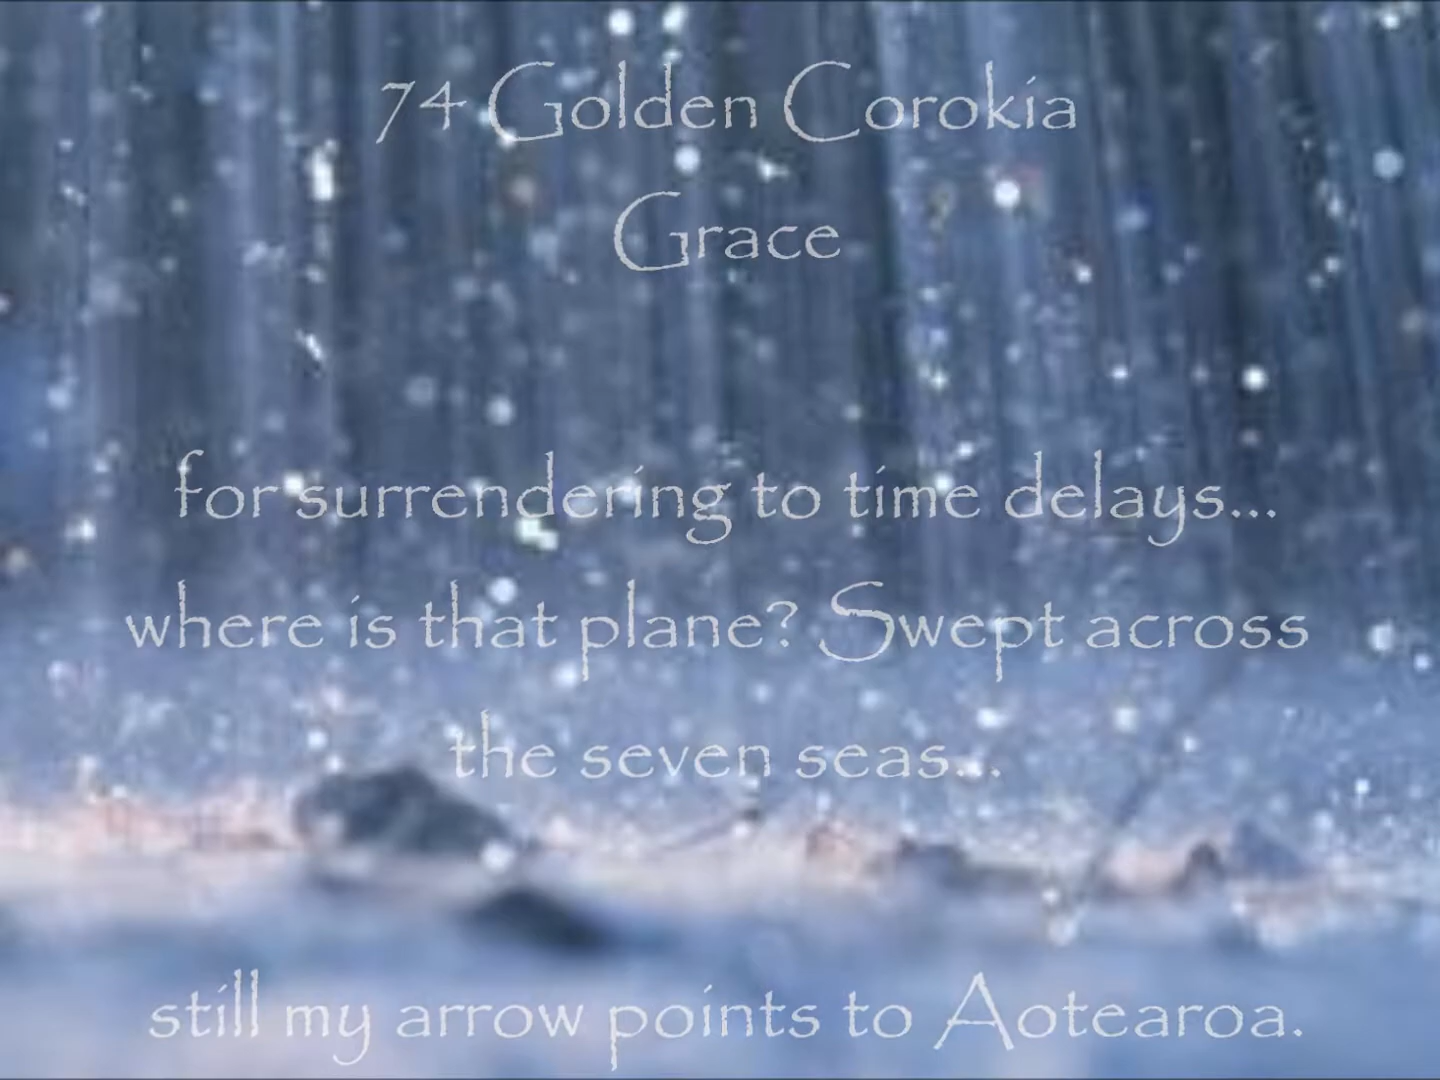 74 Golden Corokia
Grace
for surrendering to time delays...
where is that plane? Swept across
the seven seas...
still my arrow points to Aotearoa.